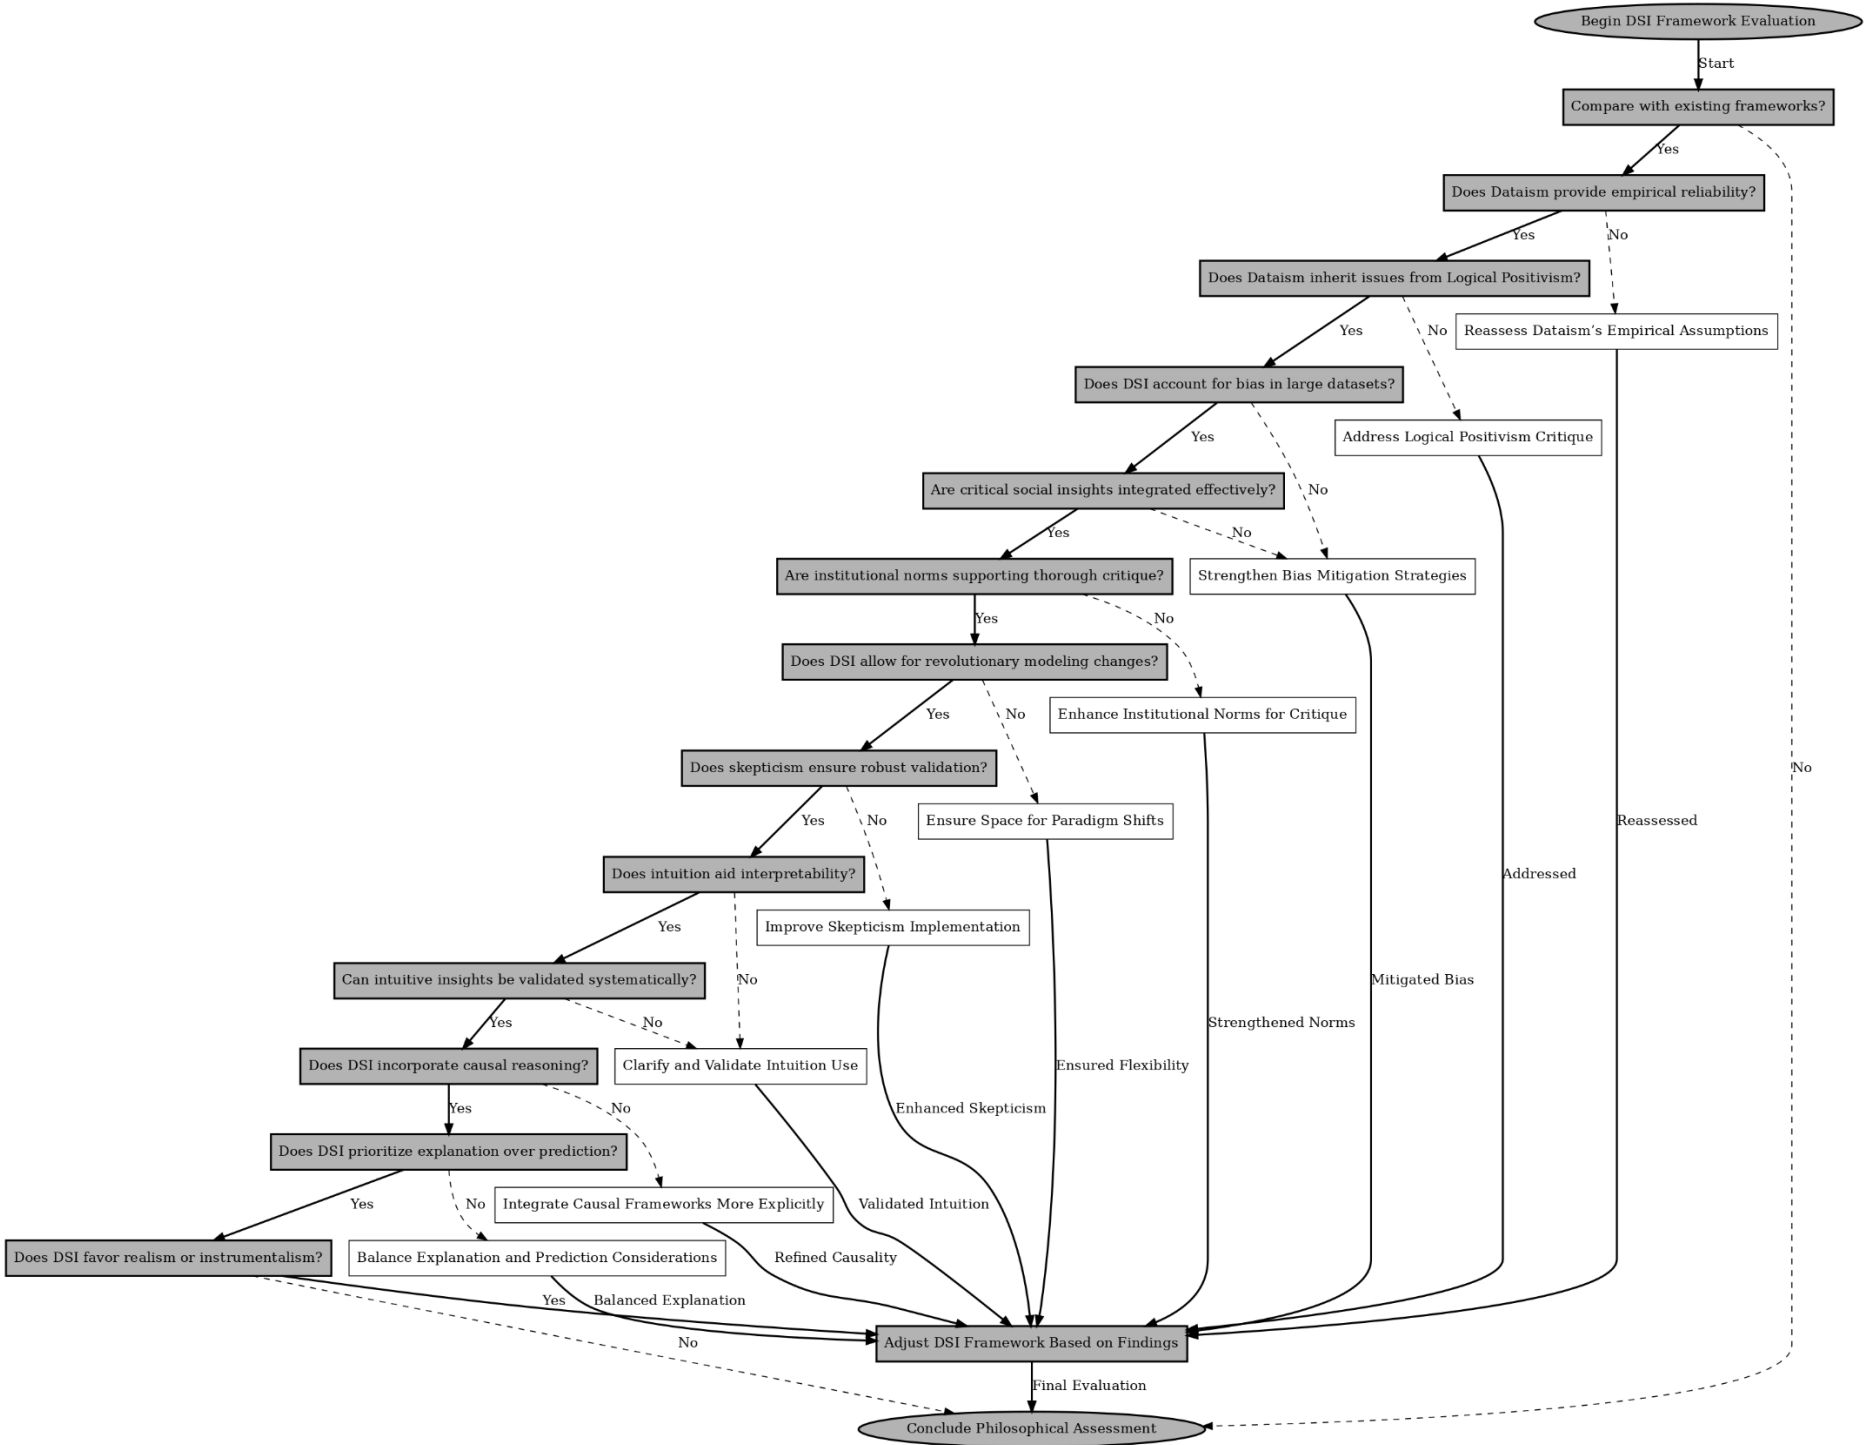 Begin DSI Framework Evaluation
Start
Compare with existing frameworks?
Yes
Does Dataism provide empirical reliability?
Yes
No
Does Dataism inherit issues from Logical Positivism?
Yes
No
Reassess Dataism’s Empirical Assumptions
Does DSI account for bias in large datasets?
Yes
Address Logical Positivism Critique
Are critical social insights integrated effectively?
No
Yes
No
Are institutional norms supporting thorough critique?
Strengthen Bias Mitigation Strategies
Yes
No
Does DSI allow for revolutionary modeling changes?
Yes
No
Enhance Institutional Norms for Critique
Does skepticism ensure robust validation?
No
Yes
No
Ensure Space for Paradigm Shifts
Reassessed
Does intuition aid interpretability?
Addressed
Yes
Improve Skepticism Implementation
Can intuitive insights be validated systematically?
No
Mitigated Bias
Yes
No
Strengthened Norms
Does DSI incorporate causal reasoning?
Clarify and Validate Intuition Use
Ensured Flexibility
Yes
No
Enhanced Skepticism
Does DSI prioritize explanation over prediction?
Yes
No
Integrate Causal Frameworks More Explicitly
Validated Intuition
Does DSI favor realism or instrumentalism?
Balance Explanation and Prediction Considerations
Refined Causality
Yes
Balanced Explanation
No
Adjust DSI Framework Based on Findings
Final Evaluation
Conclude Philosophical Assessment